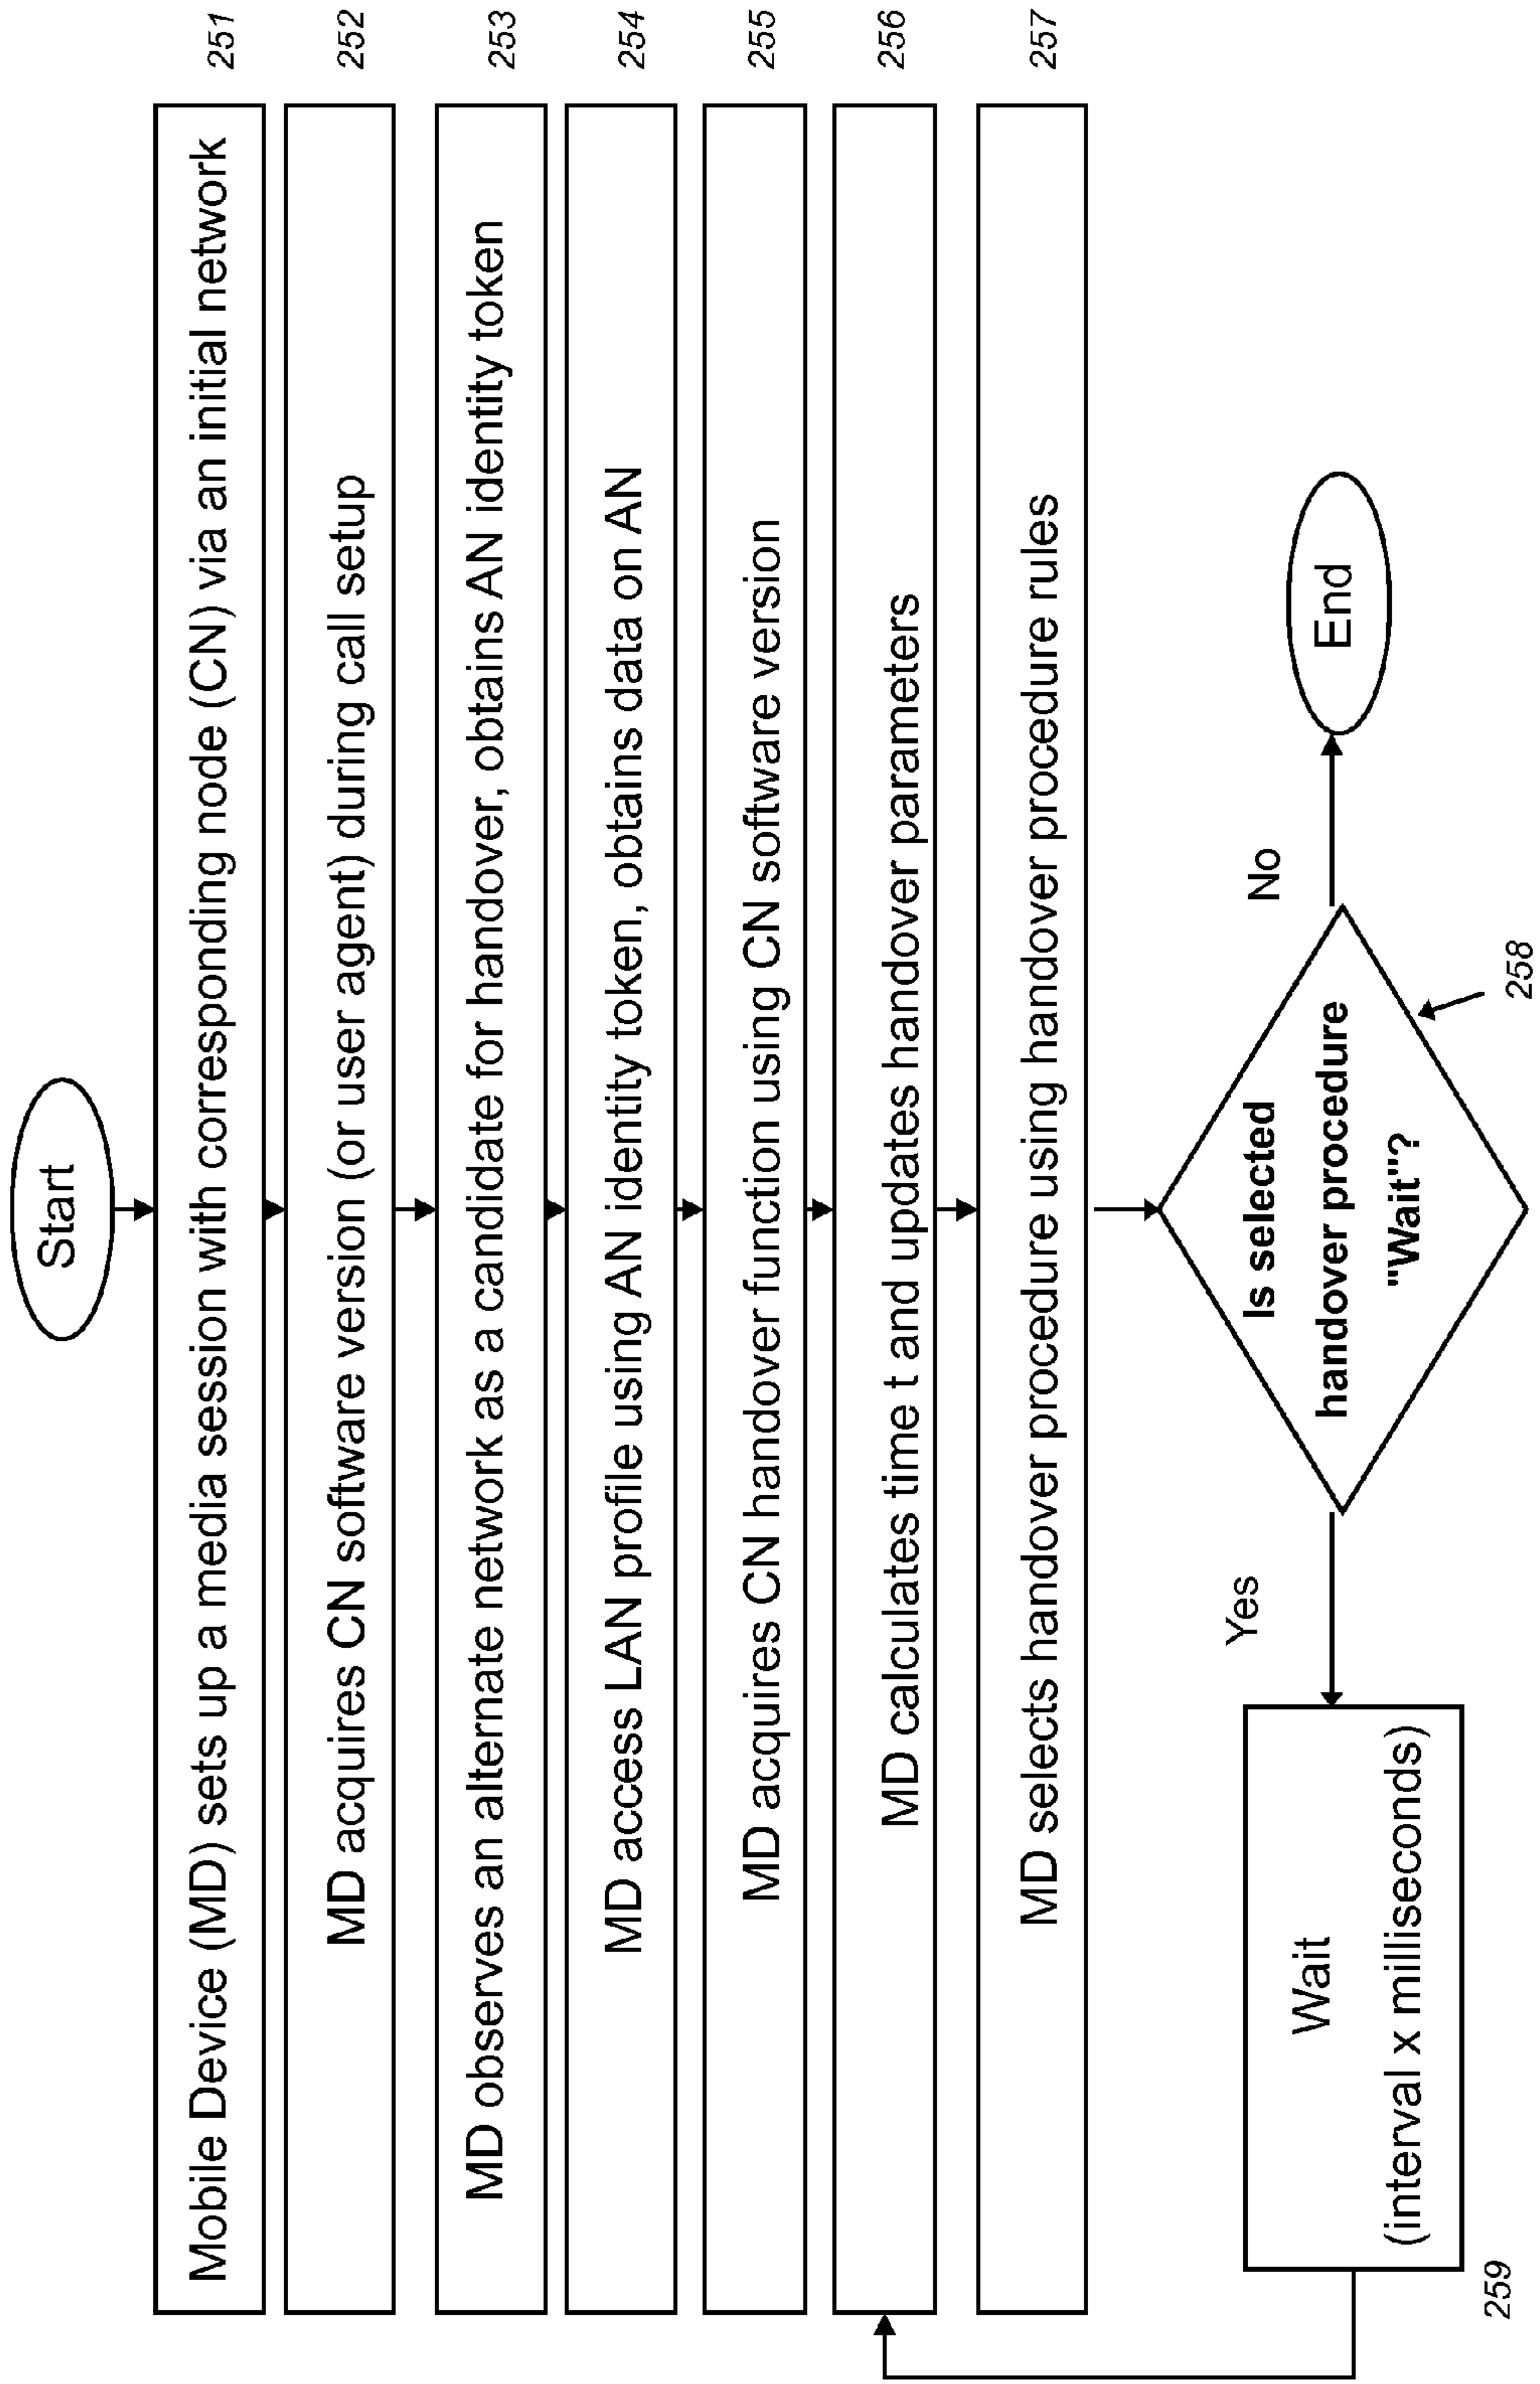 Start
Mobile Device (MD) sets up a media session with corresponding node (CN) via an initial network
251
MD acquires CN software version (or user agent) during call setup
252
MD observes an alternate network as a candidate for handover, obtains AN identity token
253
MD access LAN profile using AN identity token, obtains data on AN
254
MD acquires CN handover function using CN software version
255
MD calculates time t and updates handover parameters
256
MD selects handover procedure using handover procedure rules
257
Is selected
handover procedure
"Wait"?
258
Yes
No
End
Wait
(interval x milliseconds)
259